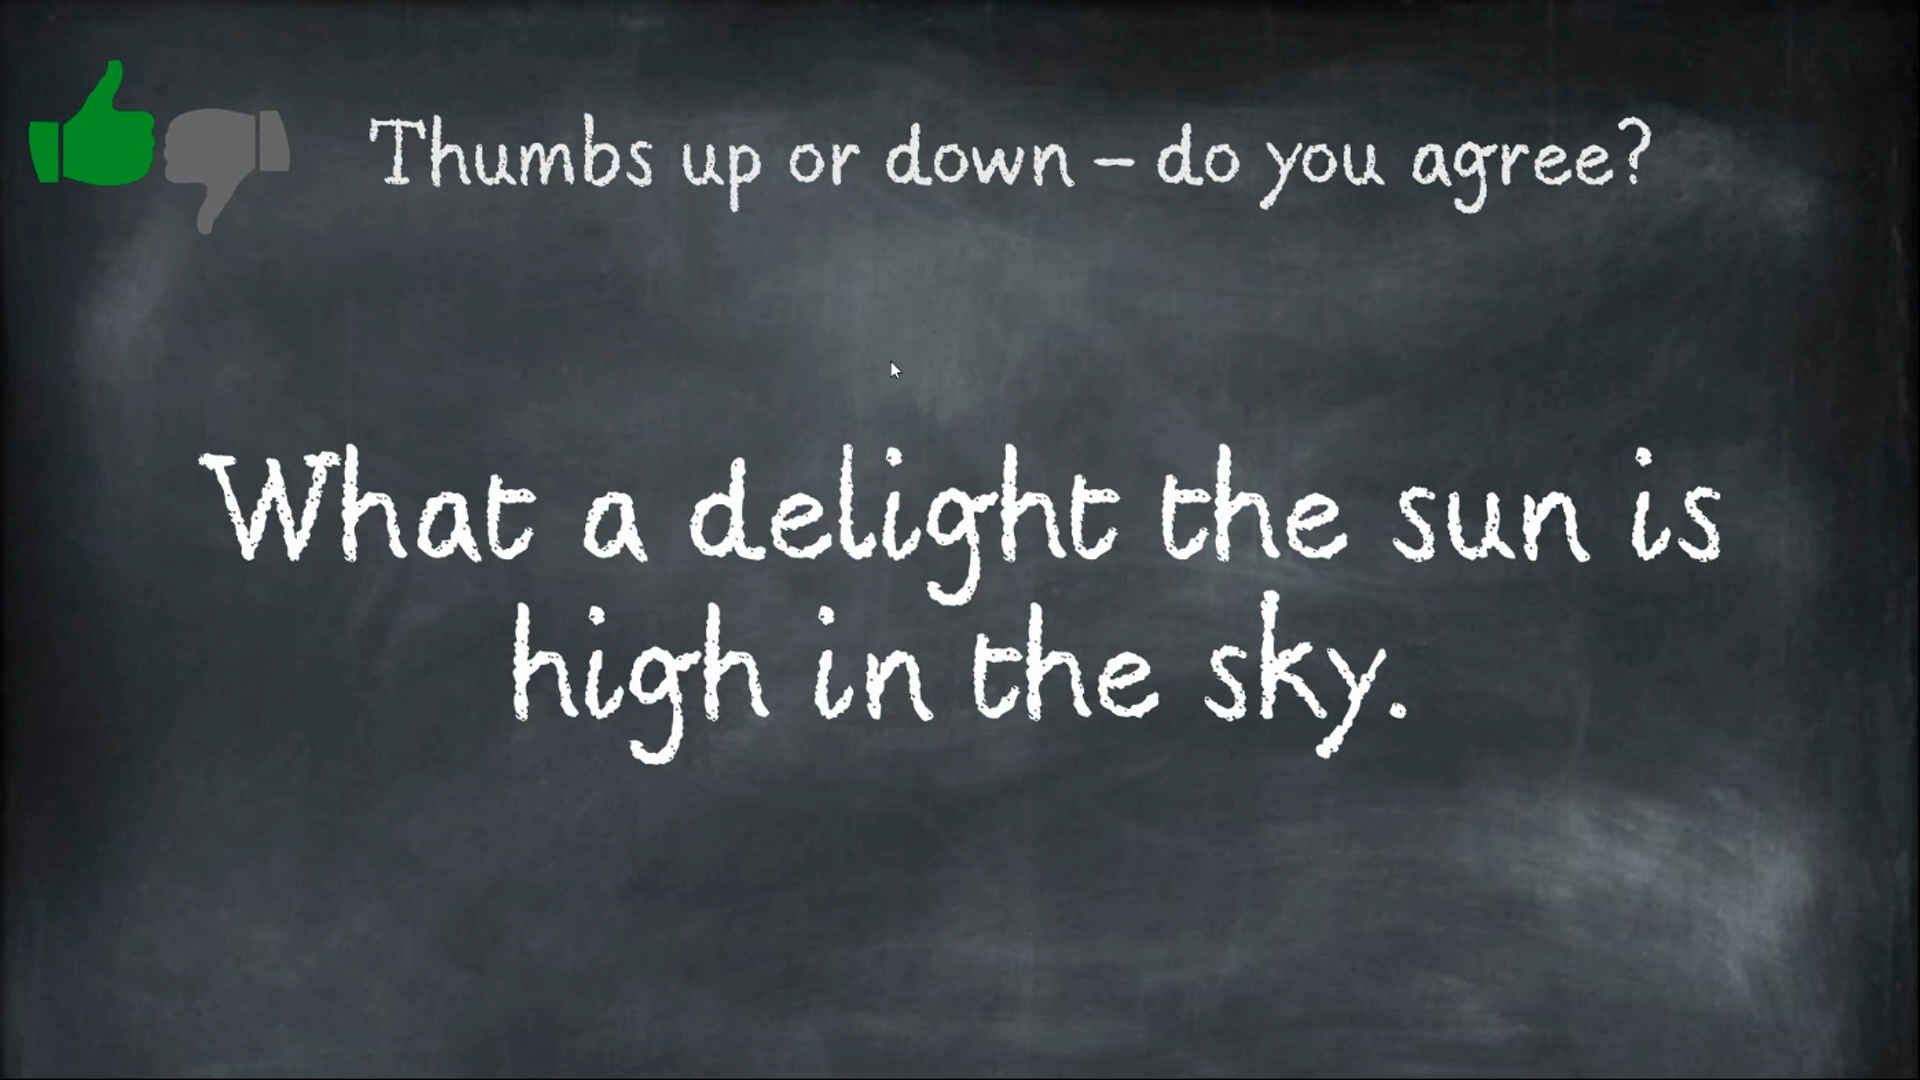 Thumbs up or down – do you agree?
What a delight the sun is
high in the sky.